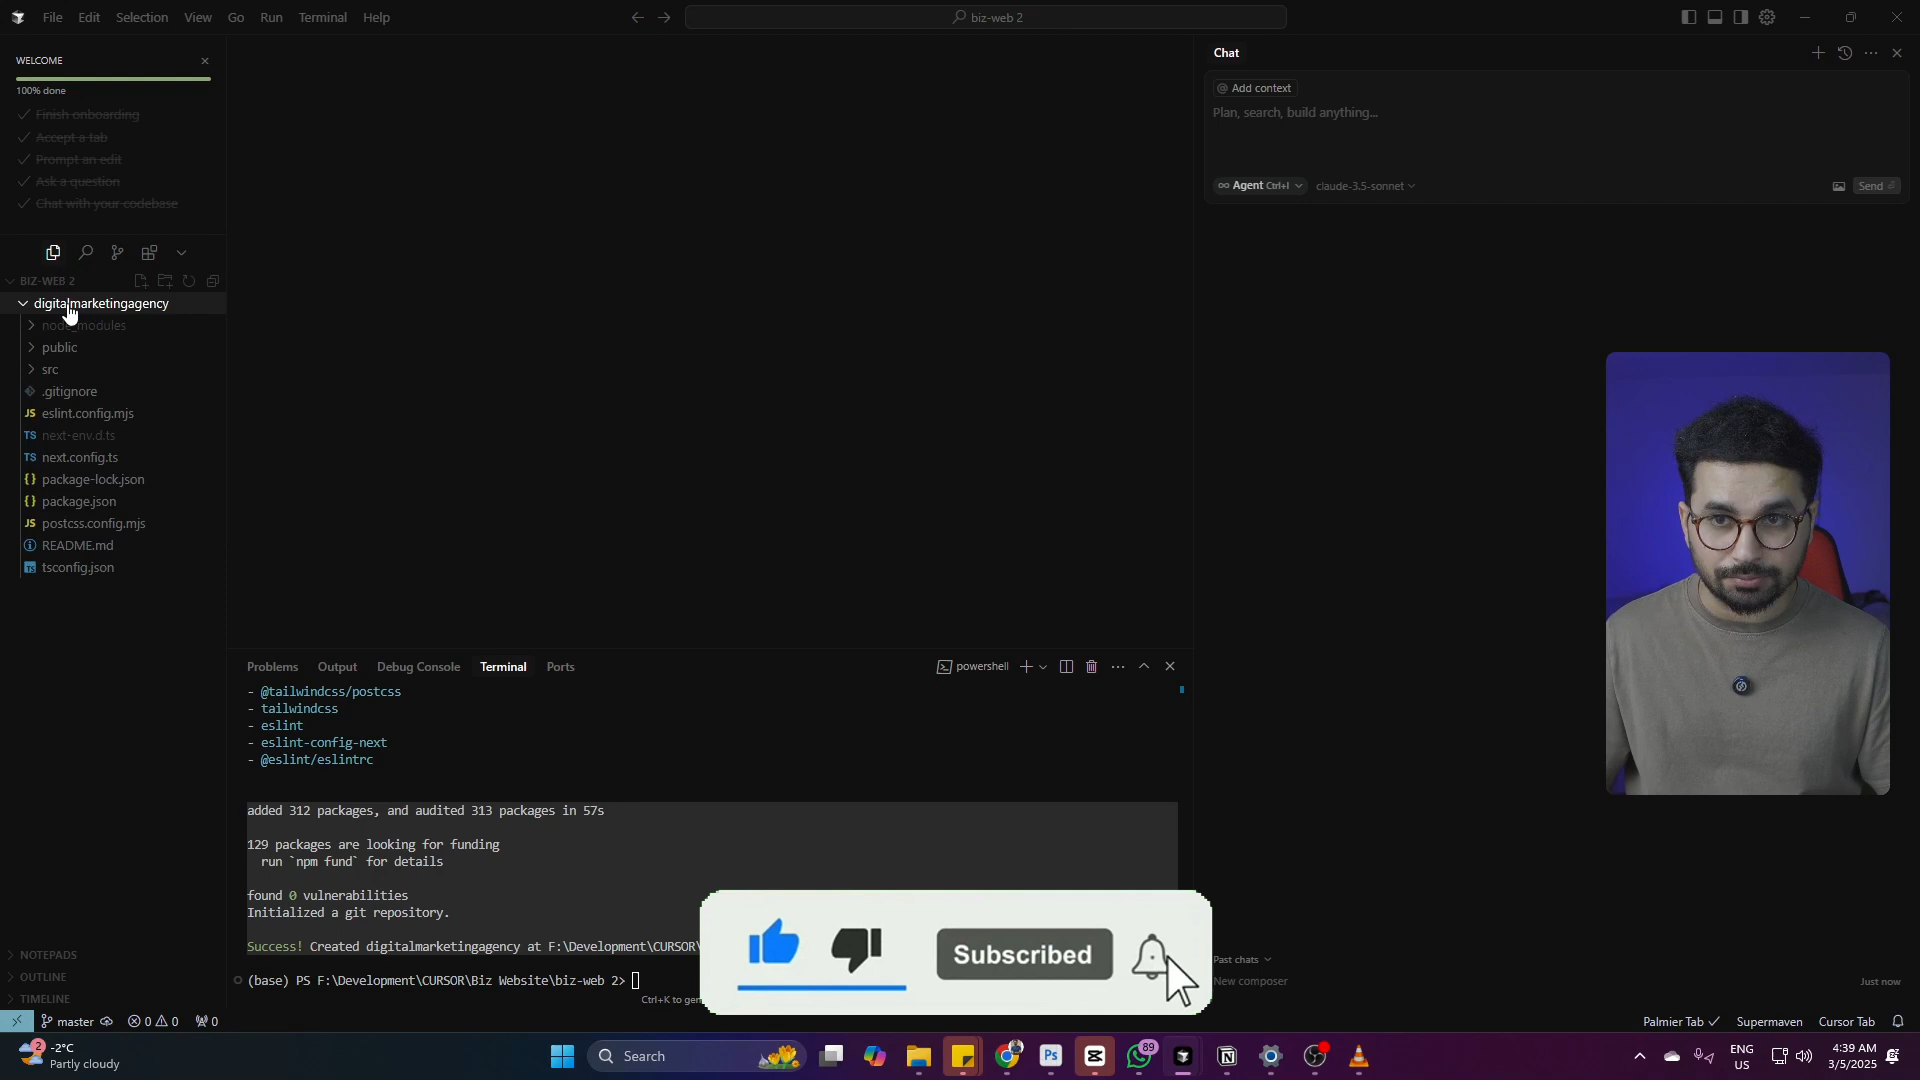 File Edit Selection View Go Run Terminal Help
biz-web 2
WELCOME
100% done
Finish onboarding
Accept a tab
Prompt an edit
Ask a question
Chat with your codebase
BIZ-WEB 2
digitalmarketingagency
node_modules
public
src
.gitignore
JS eslint.config.mjs
TS next-env.d.ts
TS next.config.ts
{} package-lock.json
{} package.json
JS postcss.config.mjs
README.md
tsconfig.json
NOTEPADS
OUTLINE
TIMELINE
Problems Output Debug Console Terminal Ports
powershell
- @tailwindcss/postcss
- tailwindcss
- eslint
- eslint-config-next
- @eslint/eslintrc
added 312 packages, and audited 313 packages in 57s
129 packages are looking for funding
run `npm fund` for details
found 0 vulnerabilities
Initialized a git repository.
Success! Created digitalmarketingagency at F:\Development\CURSOR\
(base) PS F:\Development\CURSOR\Biz Website\biz-web 2>
Ctrl+K to
Subscribed
Chat
@ Add context
Plan, search, build anything...
Agent Ctrl+I claude-3.5-sonnet
Send
Past chats
New composer
Just now
master 0 0 0
Palmier Tab Supermaven Cursor Tab
2
-2°C
Partly cloudy
Search
89
ENG
US
4:39 AM
3/5/2025